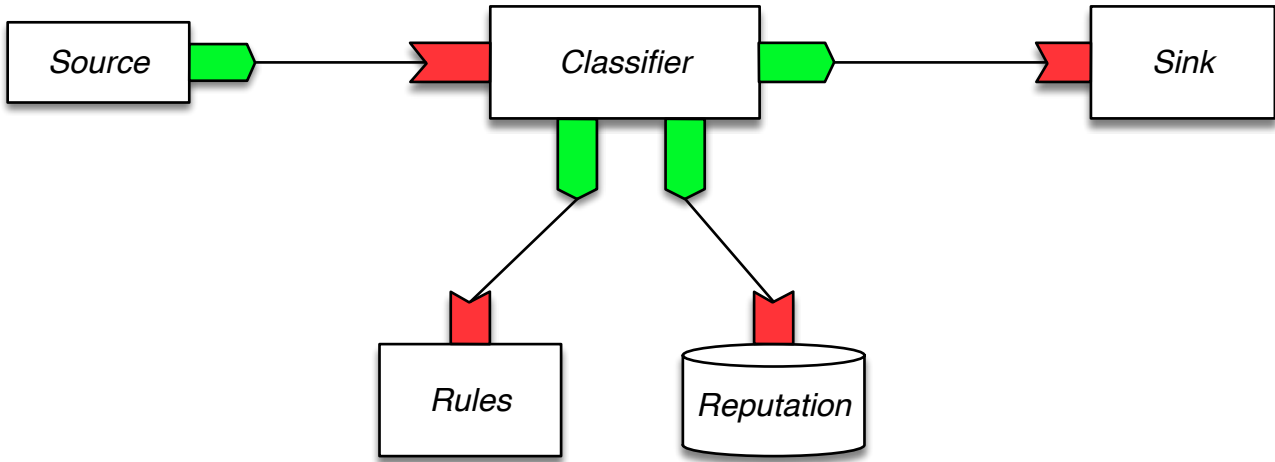 Source
Classifier
Sink
Rules
Reputation